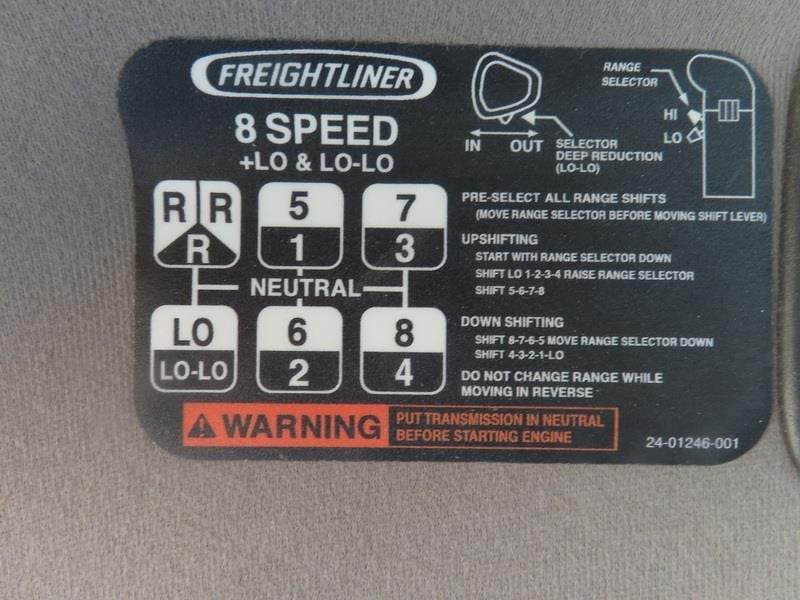 FREIGHTLINER
8 SPEED
+LO & LO-LO
RANGE
SELECTOR
HI
LO
IN OUT
SELECTOR
DEEP REDUCTION
(LO-LO)
R R 5 7
R 1 3
NEUTRAL
LO 6 8
LO-LO 2 4
PRE-SELECT ALL RANGE SHIFTS
(MOVE RANGE SELECTOR BEFORE MOVING SHIFT LEVER)
UPSHIFTING
START WITH RANGE SELECTOR DOWN
SHIFT LO 1-2-3-4 RAISE RANGE SELECTOR
SHIFT 5-6-7-8
DOWN SHIFTING
SHIFT 8-7-6-5 MOVE RANGE SELECTOR DOWN
SHIFT 4-3-2-1-LO
DO NOT CHANGE RANGE WHILE
MOVING IN REVERSE
WARNING
PUT TRANSMISSION IN NEUTRAL
BEFORE STARTING ENGINE
24-01246-001